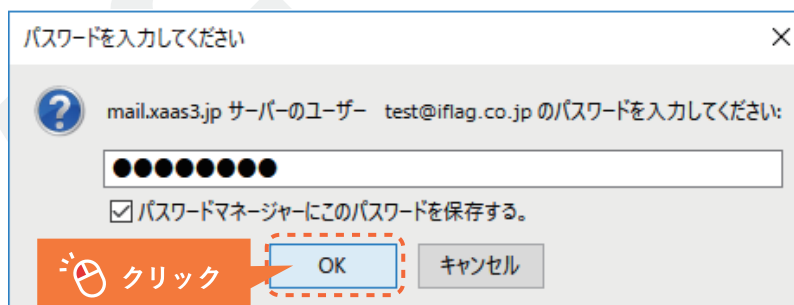 パスワードを入力してください
mail.xaas3.jp サーバーのユーザー test@iflag.co.jp のパスワードを入力してください:
●●●●●●●●
パスワードマネージャーにこのパスワードを保存する。
クリック
OK キャンセル